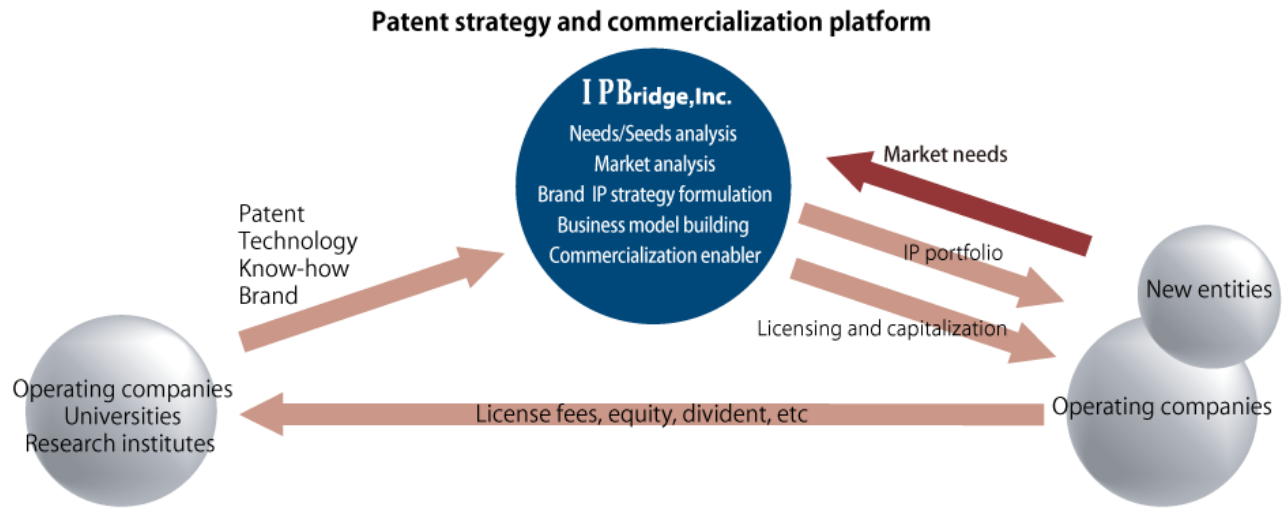 Patent strategy and commercialization platform
I PBridge,Inc.
Needs/Seeds analysis
Market analysis
Brand IP strategy formulation
Business model building
Commercialization enabler
Market needs
Patent
Technology
Know-how
Brand
IP portfolio
New entities
Licensing and capitalization
Operating companies
Universities
Research institutes
License fees, equity, divident, etc
Operating companies